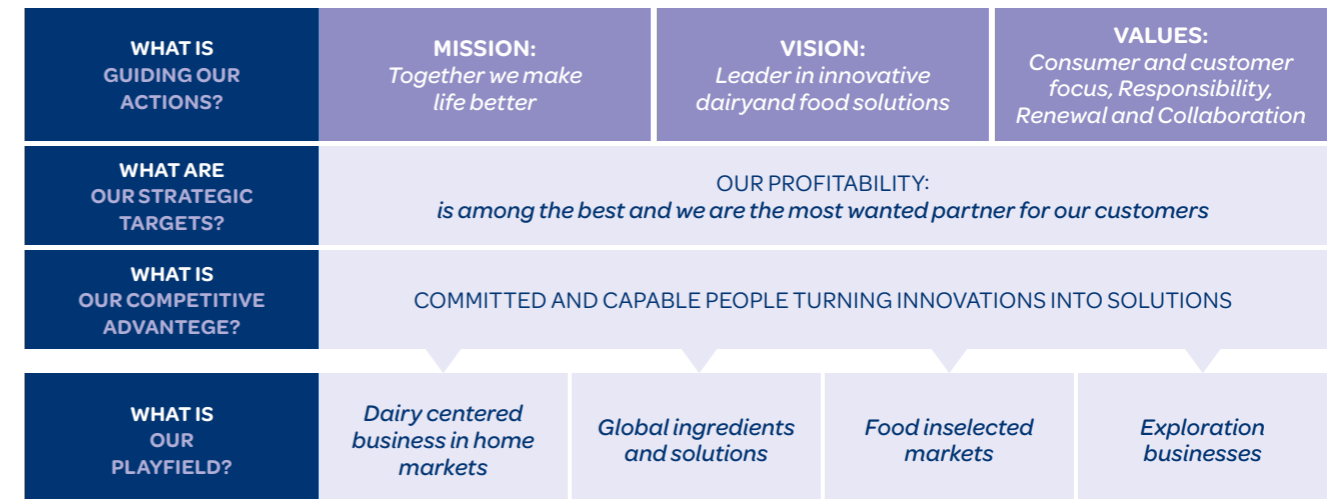 WHAT IS
GUIDING OUR
ACTIONS?
MISSION:
Together we make
life better
VISION:
Leader in innovative
dairyand food solutions
VALUES:
Consumer and customer
focus, Responsibility,
Renewal and Collaboration
WHAT ARE
OUR STRATEGIC
TARGETS?
OUR PROFITABILITY:
is among the best and we are the most wanted partner for our customers
WHAT IS
OUR COMPETITIVE
ADVANTEGE?
COMMITTED AND CAPABLE PEOPLE TURNING INNOVATIONS INTO SOLUTIONS
WHAT IS
OUR
PLAYFIELD?
Dairy centered
business in home
markets
Global ingredients
and solutions
Food inselected
markets
Exploration
businesses